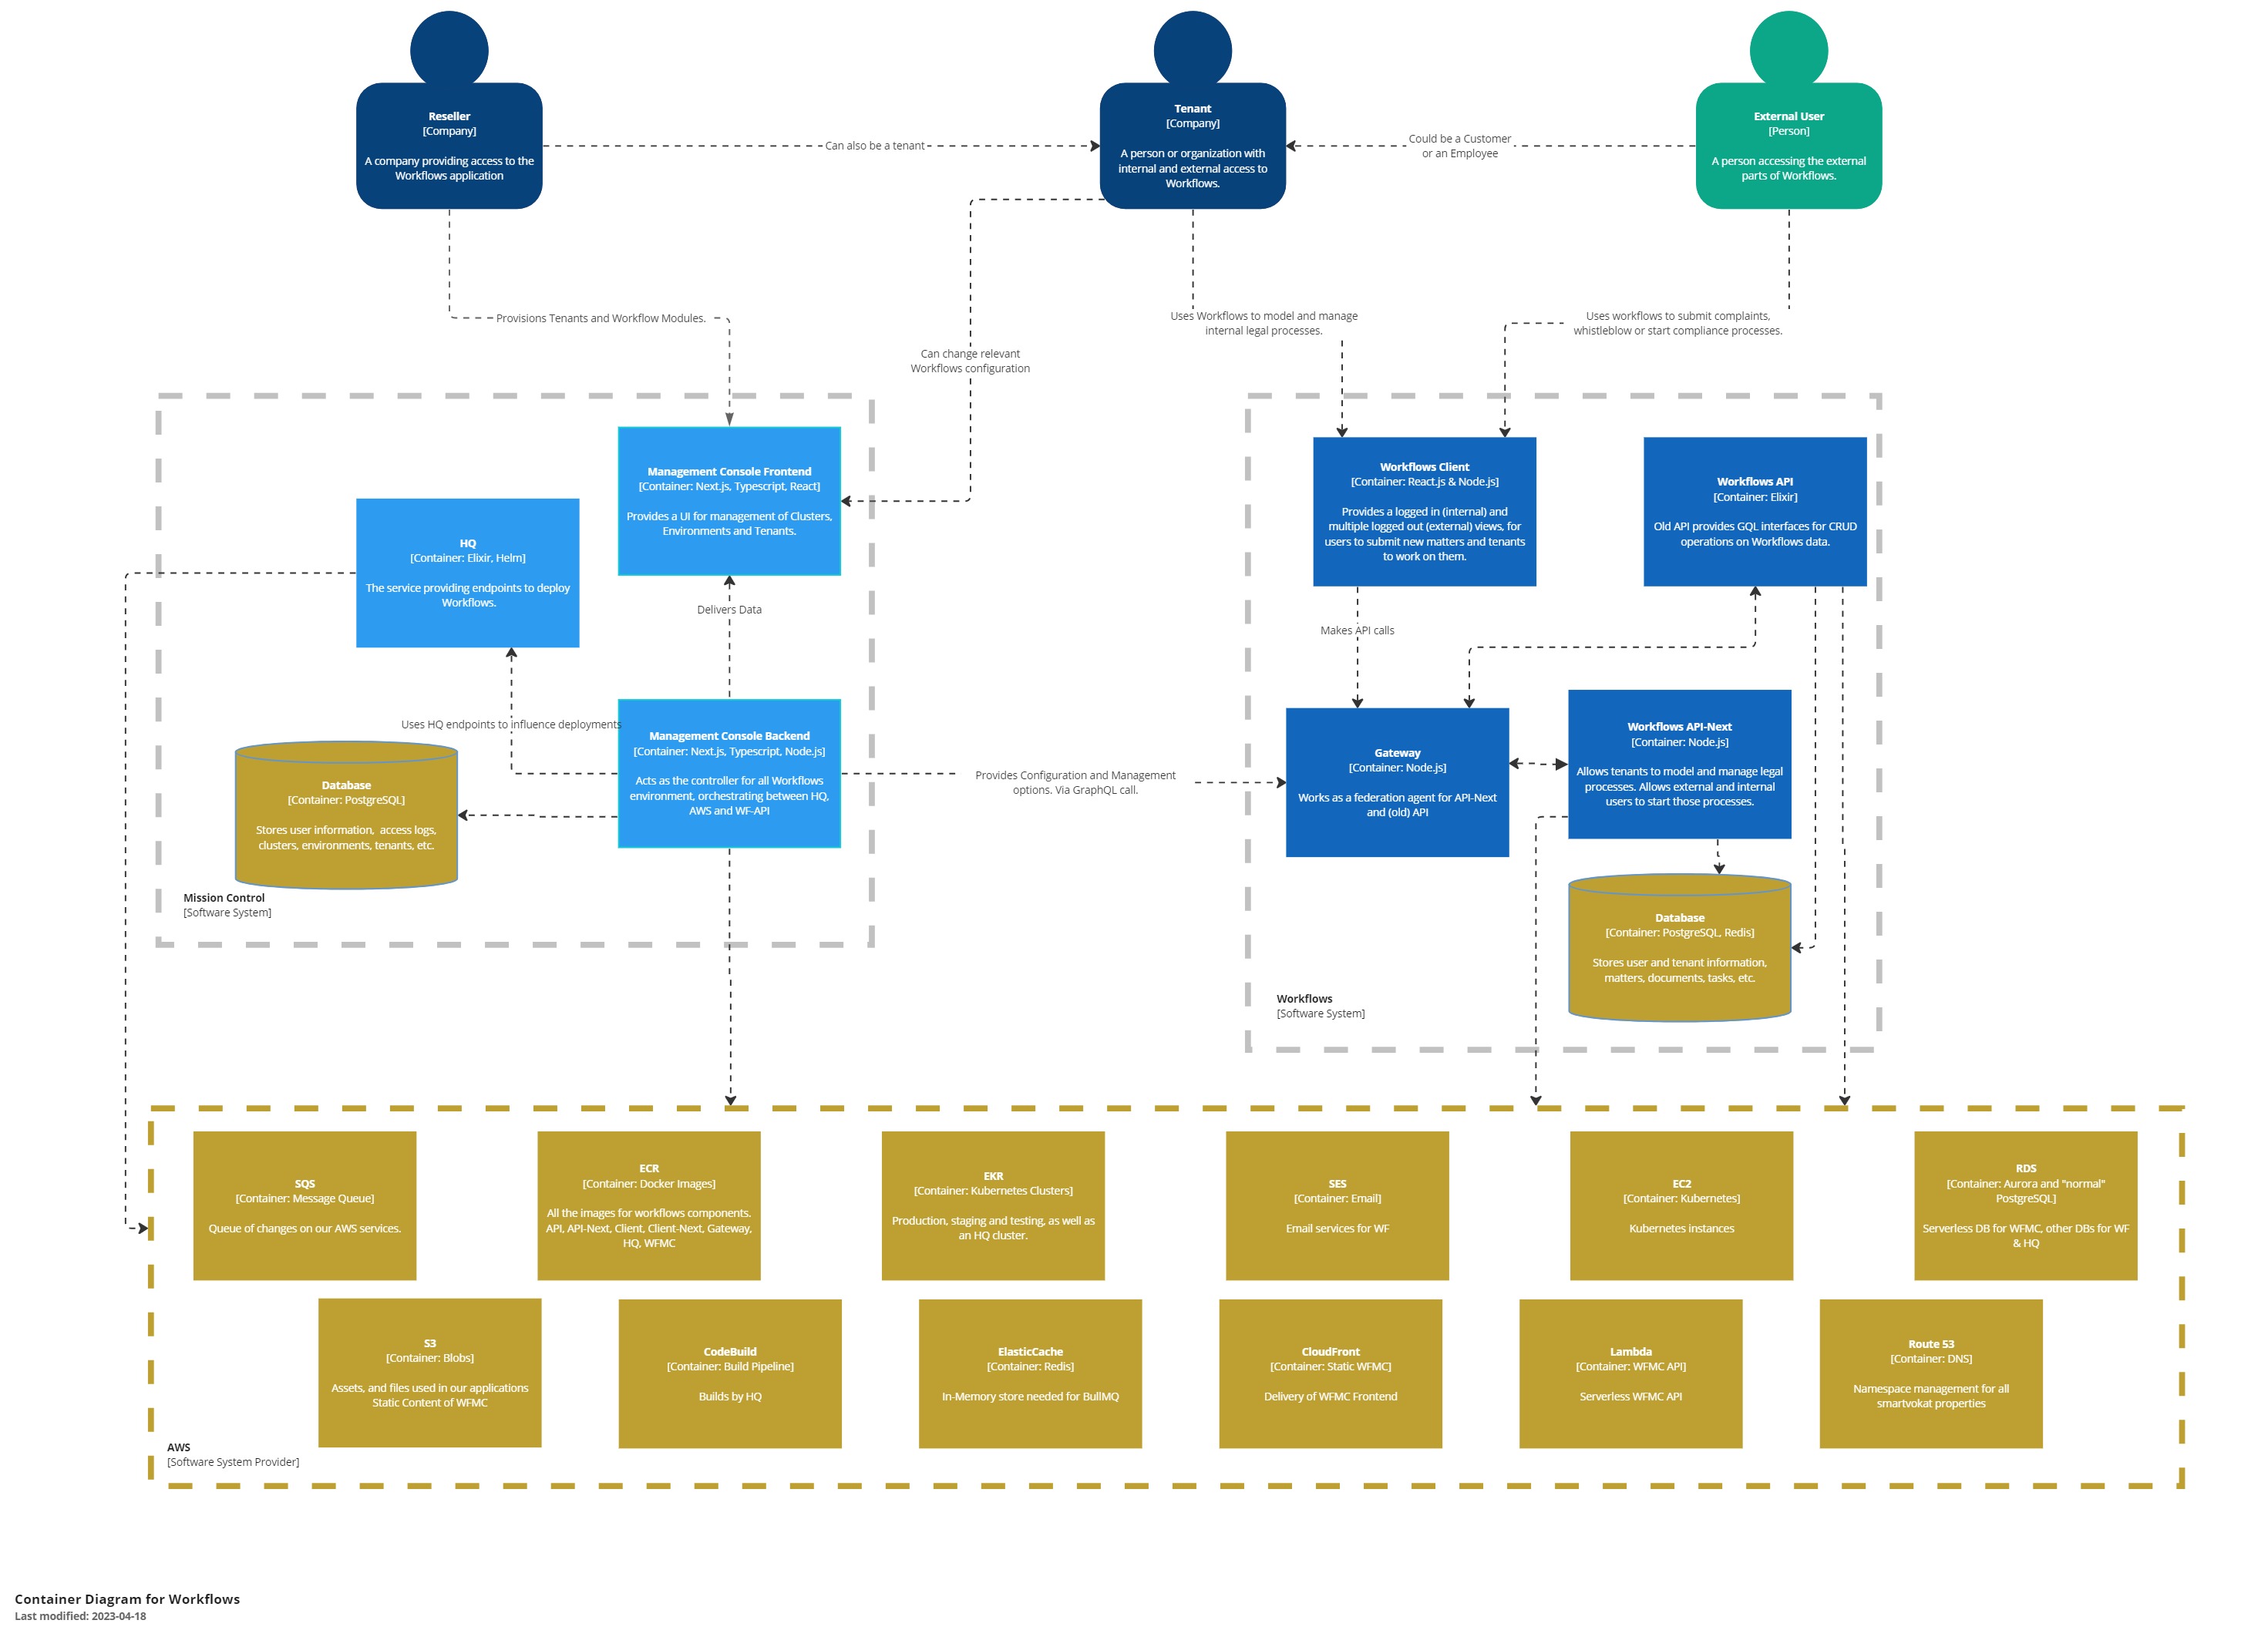 Reseller
[Company]
A company providing access to the
Workflows application
Can also be a tenant
Tenant
[Company]
A person or organization with
internal and external access to
Workflows.
Could be a Customer
or an Employee
External User
[Person]
A person accessing the external
parts of Workflows.
Provisions Tenants and Workflow Modules.
Can change relevant
Workflows configuration
Uses Workflows to model and manage
internal legal processes.
Uses workflows to submit complaints,
whistleblow or start compliance processes.
Management Console Frontend
[Container: Next.js, Typescript, React]
Provides a UI for management of Clusters,
Environments and Tenants.
HQ
[Container: Elixir, Helm]
The service providing endpoints to deploy
Workflows.
Delivers Data
Uses HQ endpoints to influence deployments
Management Console Backend
[Container: Next.js, Typescript, Node.js]
Acts as the controller for all Workflows
environment, orchestrating between HQ,
AWS and WF-API
Database
[Container: PostgreSQL]
Stores user information, access logs,
clusters, environments, tenants, etc.
Mission Control
[Software System]
Provides Configuration and Management
options. Via GraphQL call.
Workflows Client
[Container: React.js & Node.js]
Provides a logged in (internal) and
multiple logged out (external) views, for
users to submit new matters and tenants
to work on them.
Workflows API
[Container: Elixir]
Old API provides GQL interfaces for CRUD
operations on Workflows data.
Makes API calls
Gateway
[Container: Node.js]
Works as a federation agent for API-Next
and (old) API
Workflows API-Next
[Container: Node.js]
Allows tenants to model and manage legal
processes. Allows external and internal
users to start those processes.
Database
[Container: PostgreSQL, Redis]
Stores user and tenant information,
matters, documents, tasks, etc.
Workflows
[Software System]
SQS
[Container: Message Queue]
Queue of changes on our AWS services.
ECR
[Container: Docker Images]
All the images for workflows components.
API, API-Next, Client, Client-Next, Gateway,
HQ, WFMC
EKR
[Container: Kubernetes Clusters]
Production, staging and testing, as well as
an HQ cluster.
SES
[Container: Email]
Email services for WF
EC2
[Container: Kubernetes]
Kubernetes instances
RDS
[Container: Aurora and "normal"
PostgreSQL]
Serverless DB for WFMC, other DBs for WF
& HQ
S3
[Container: Blobs]
Assets, and files used in our applications
Static Content of WFMC
CodeBuild
[Container: Build Pipeline]
Builds by HQ
ElasticCache
[Container: Redis]
In-Memory store needed for BullMQ
CloudFront
[Container: Static WFMC]
Delivery of WFMC Frontend
Lambda
[Container: WFMC API]
Serverless WFMC API
Route 53
[Container: DNS]
Namespace management for all
smartvokat properties
AWS
[Software System Provider]
Container Diagram for Workflows
Last modified: 2023-04-18